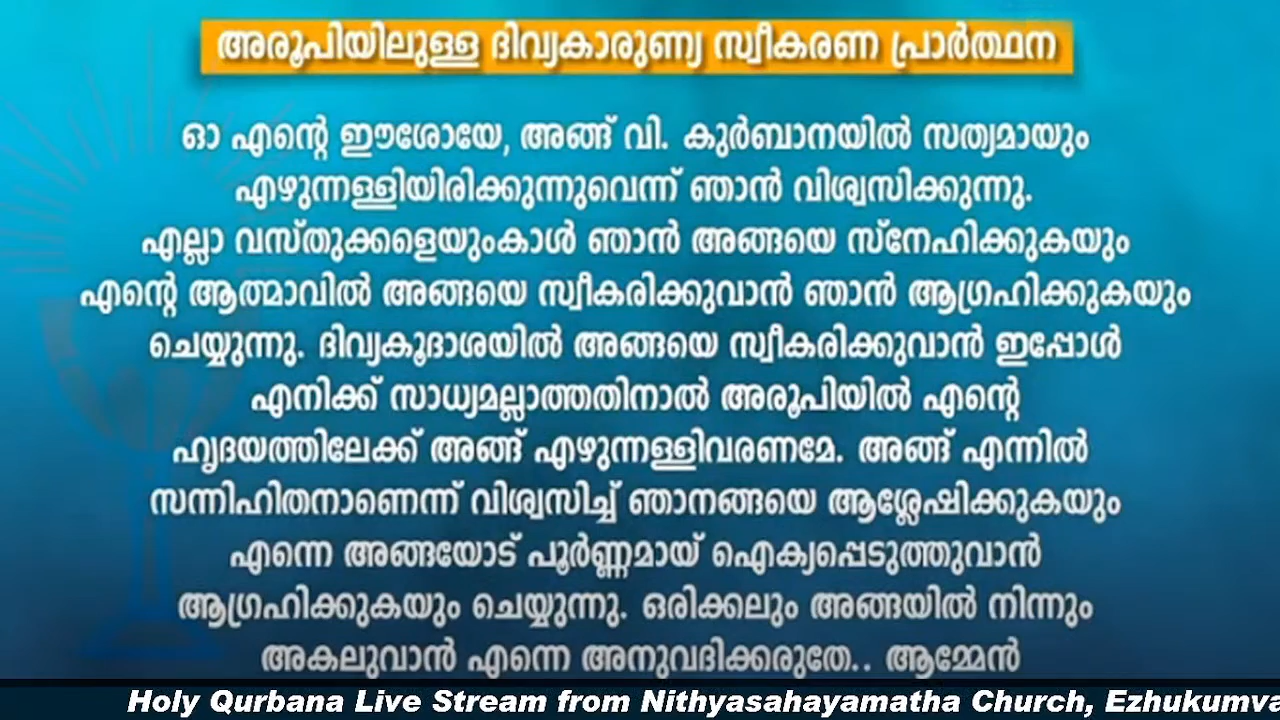 അരൂപിയിലുള്ള ദിവ്യകാരുണ്യ സ്വീകരണ പ്രാർത്ഥന
ഓ എന്റെ ഈശോയേ, അങ്ങ് വി. കുർബാനയിൽ സത്യമായും
എഴുന്നള്ളിയിരിക്കുന്നുവെന്ന് ഞാൻ വിശ്വസിക്കുന്നു.
എല്ലാ വസ്തുക്കളെയുംകാൾ ഞാൻ അങ്ങയെ സ്നേഹിക്കുകയും
എന്റെ ആത്മാവിൽ അങ്ങയെ സ്വീകരിക്കുവാൻ ഞാൻ ആഗ്രഹിക്കുകയും
ചെയ്യുന്നു. ദിവ്യകൂദാശയിൽ അങ്ങയെ സ്വീകരിക്കുവാൻ ഇപ്പോൾ
എനിക്ക് സാധ്യമല്ലാത്തതിനാൽ അരൂപിയിൽ എന്റെ
ഹൃദയത്തിലേക്ക് അങ്ങ് എഴുന്നള്ളിവരണമേ. അങ്ങ് എന്നിൽ
സന്നിഹിതനാണെന്ന് വിശ്വസിച്ച് ഞാനങ്ങയെ ആശ്ലേഷിക്കുകയും
എന്നെ അങ്ങയോട് പൂർണ്ണമായ് ഐക്യപ്പെടുത്തുവാൻ
ആഗ്രഹിക്കുകയും ചെയ്യുന്നു. ഒരിക്കലും അങ്ങയിൽ നിന്നും
അകലുവാൻ എന്നെ അനുവദിക്കരുതേ.. ആമ്മേൻ
Holy Qurbana Live Stream from Nithyasahayamatha Church, Ezhukumva